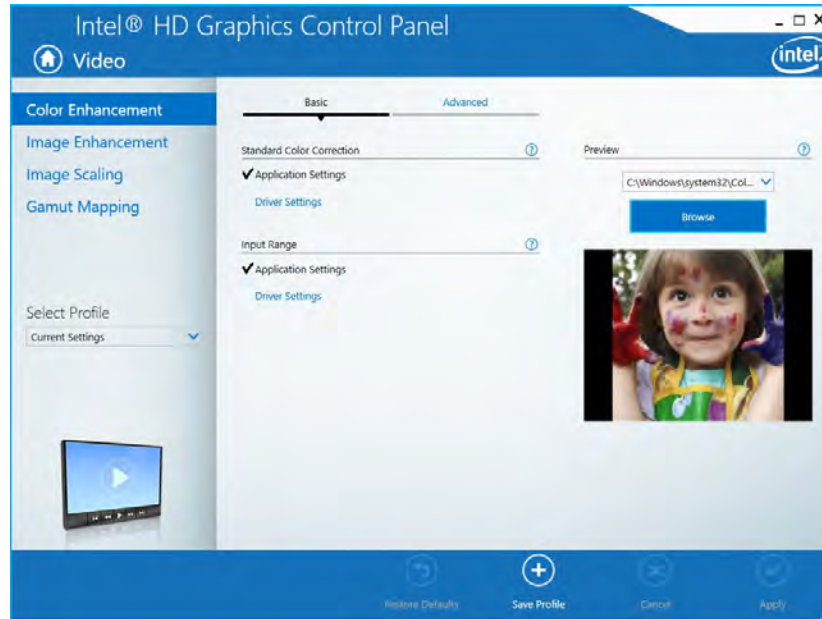 Intel® HD Graphics Control Panel
Video
intel
Color Enhancement
Image Enhancement
Image Scaling
Gamut Mapping
Select Profile
Current Settings
Basic
Advanced
Standard Color Correction
?
Application Settings
Driver Settings
Input Range
?
Application Settings
Driver Settings
Preview
?
C:\Windows\system32\Col...
Browse
Restore Defaults
Save Profile
Cancel
Apply